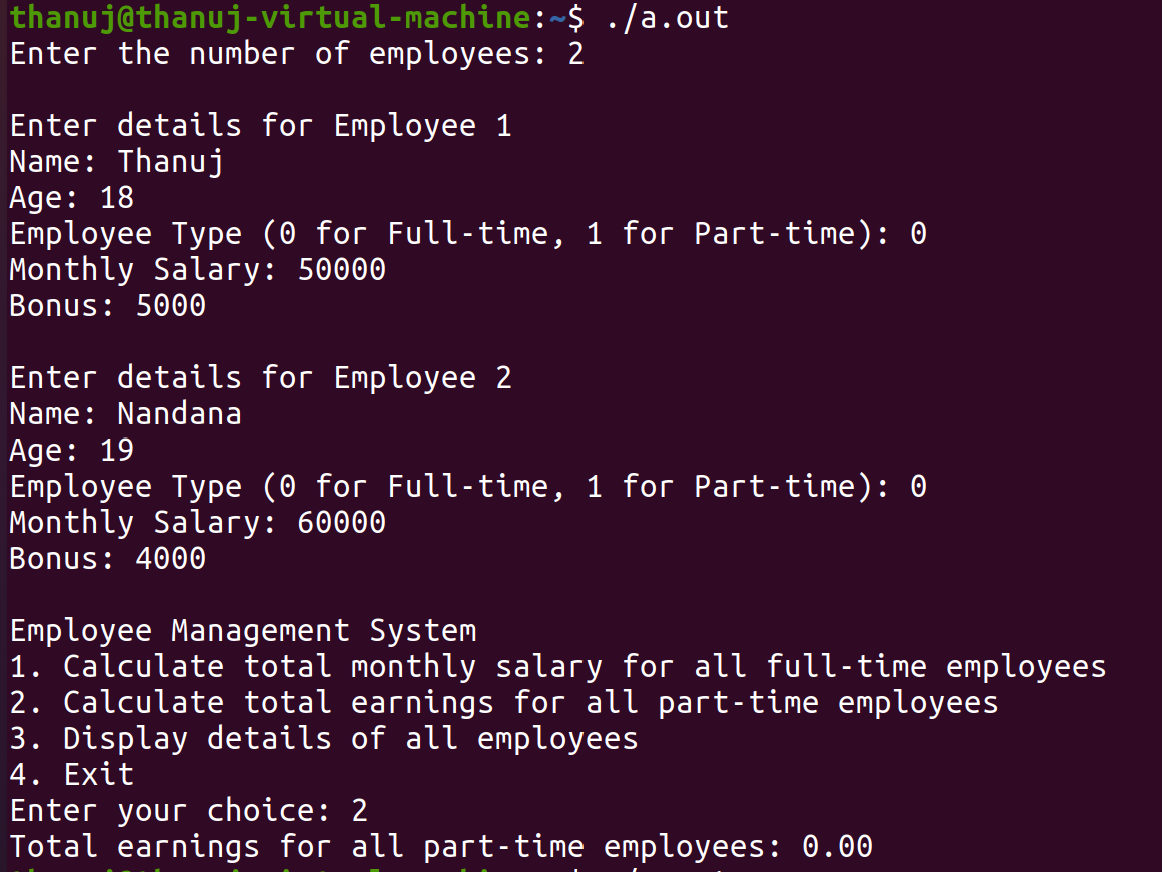 thanuj@thanuj-virtual-machine:~$ ./a.out
Enter the number of employees: 2
Enter details for Employee 1
Name: Thanuj
Age: 18
Employee Type (0 for Full-time, 1 for Part-time): 0
Monthly Salary: 50000
Bonus: 5000
Enter details for Employee 2
Name: Nandana
Age: 19
Employee Type (0 for Full-time, 1 for Part-time): 0
Monthly Salary: 60000
Bonus: 4000
Employee Management System
1. Calculate total monthly salary for all full-time employees
2. Calculate total earnings for all part-time employees
3. Display details of all employees
4. Exit
Enter your choice: 2
Total earnings for all part-time employees: 0.00